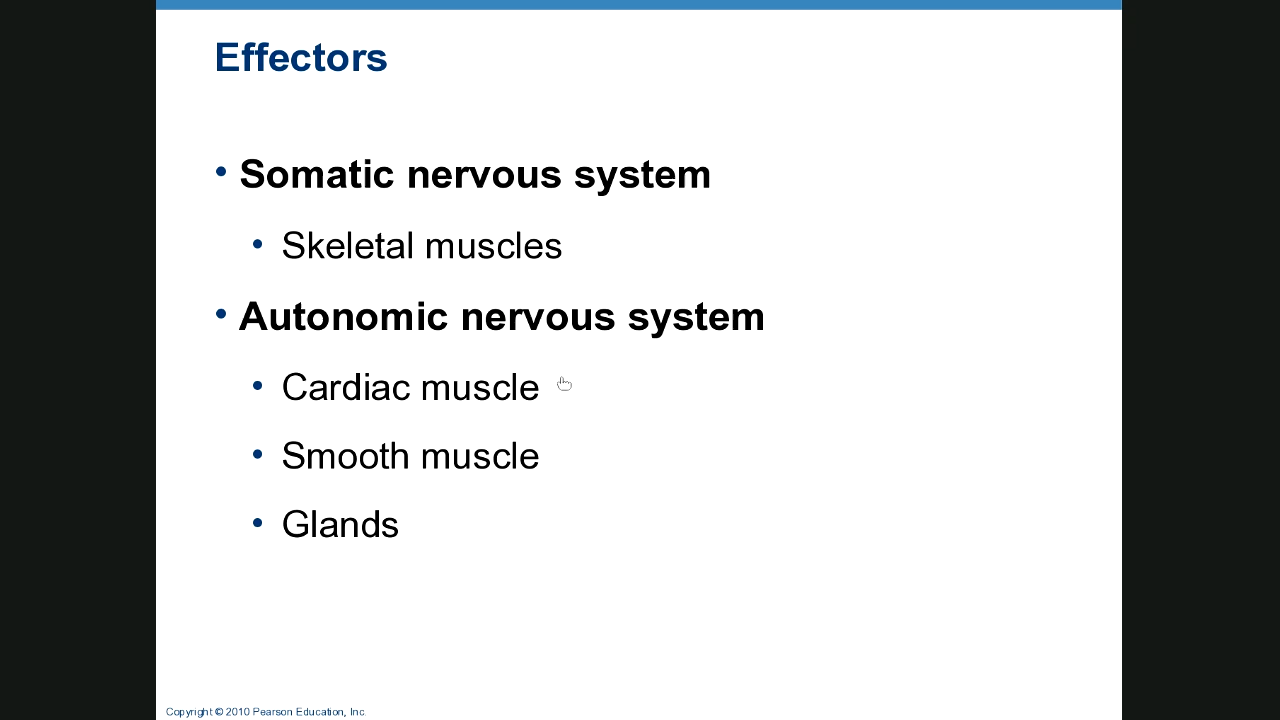 Effectors
• Somatic nervous system
• Skeletal muscles
• Autonomic nervous system
• Cardiac muscle
• Smooth muscle
• Glands
Copyright © 2010 Pearson Education, Inc.